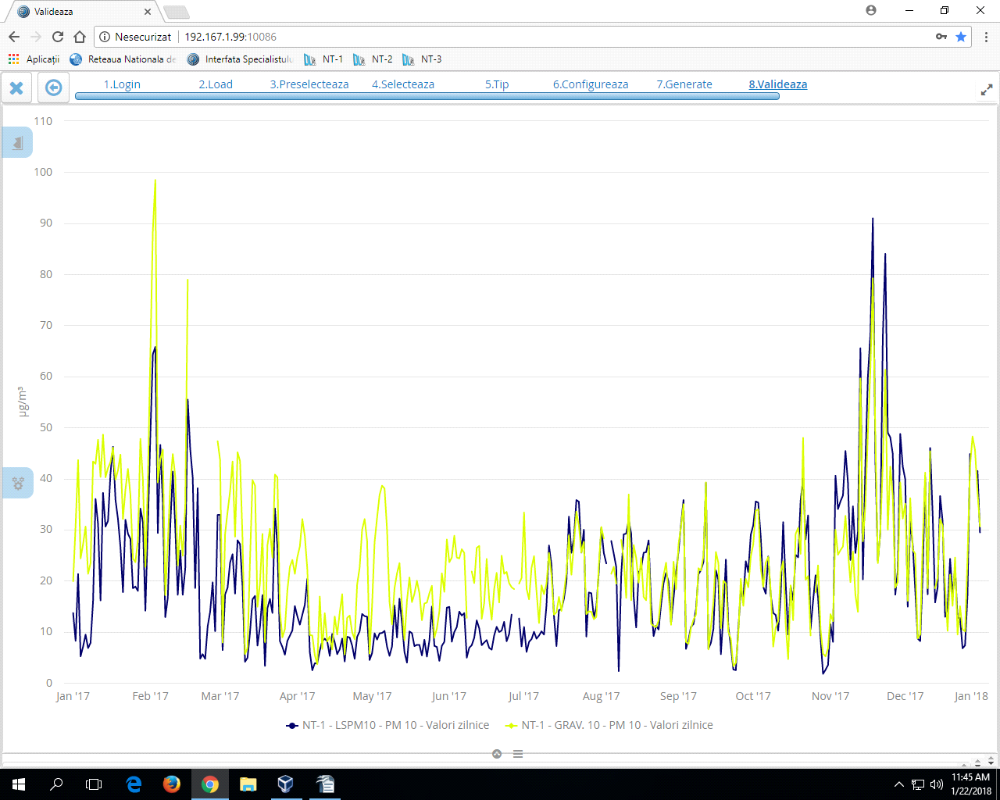 Valideaza
Nesecurizat 192.167.1.99:10086
Aplicații Reteaua Nationala de Interfata Specialistulu NT-1 NT-2 NT-3
1.Login 2.Load 3.Preselecteaza 4.Selecteaza 5.Tip 6.Configureaza 7.Generate 8.Valideaza
110
100
90
80
70
60
50
40
30
20
10
0
µg/m³
Jan '17 Feb '17 Mar '17 Apr '17 May '17 Jun '17 Jul '17 Aug '17 Sep '17 Oct '17 Nov '17 Dec '17 Jan '18
NT-1 - LSPM10 - PM 10 - Valori zilnice NT-1 - GRAV. 10 - PM 10 - Valori zilnice
11:45 AM
1/22/2018